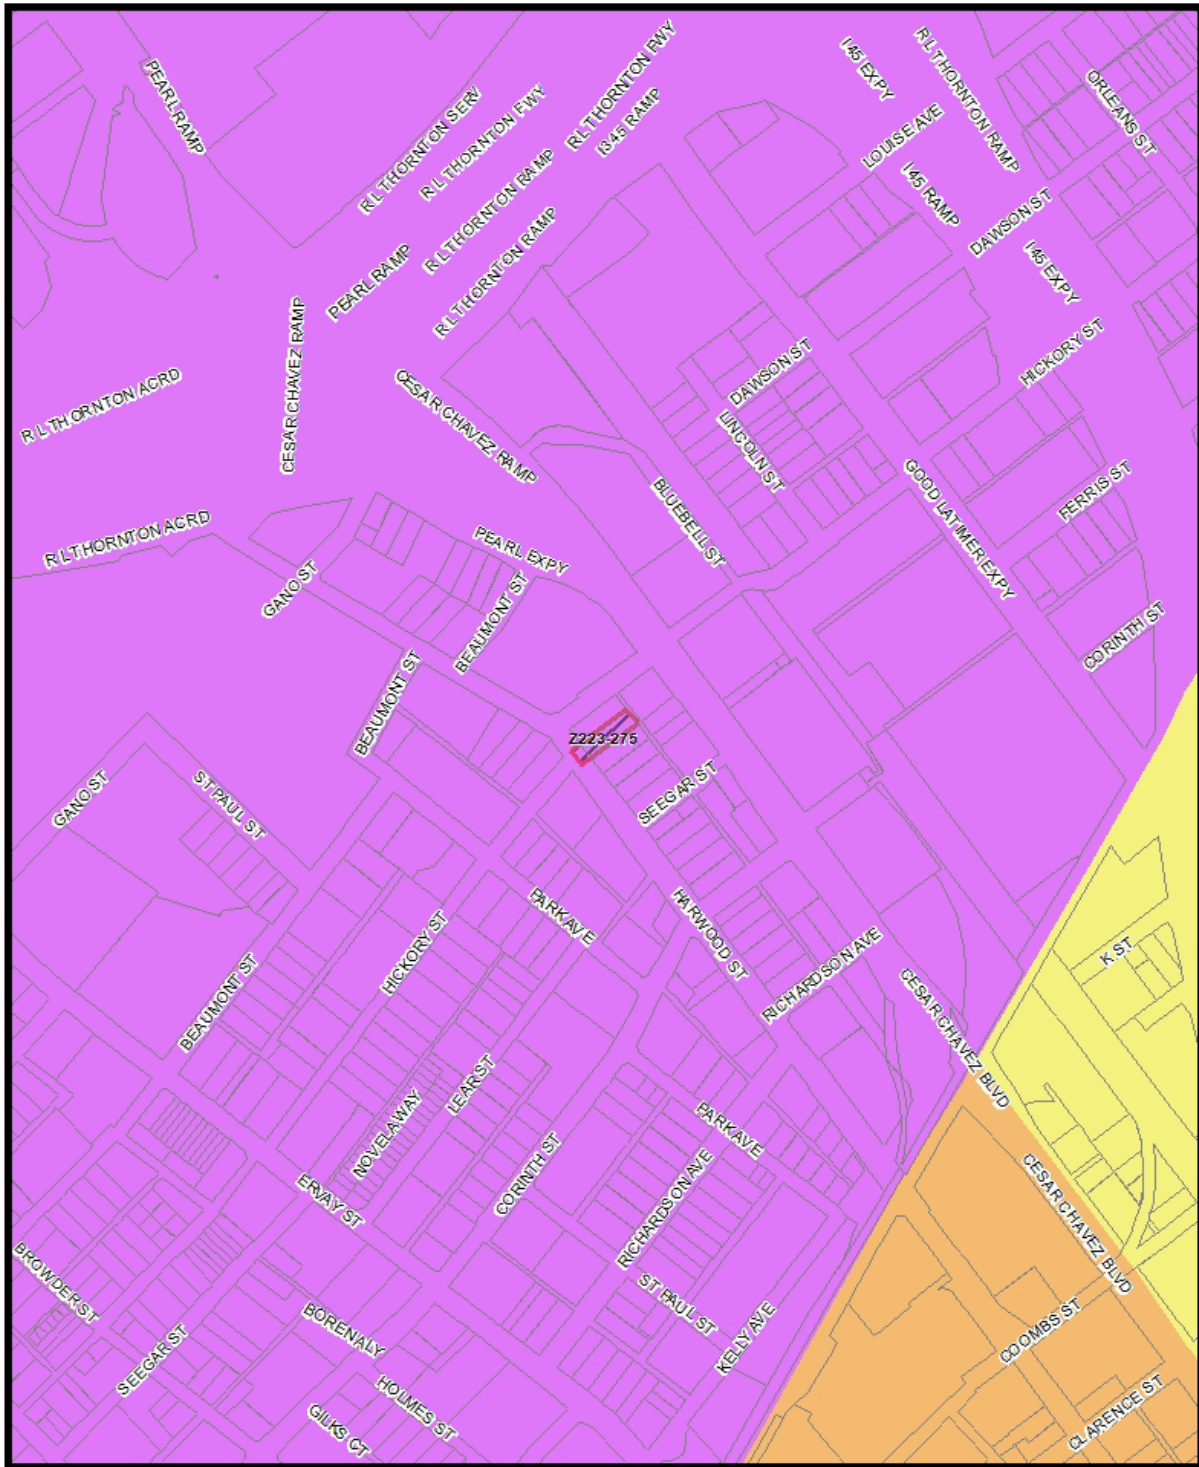 PEARL RAMP
R L THORNTON SERV
R L THORNTON FWY
R L THORNTON FWY
I345 RAMP
I45 EXPY
R L THORNTON RAMP
ORLEANS ST
LOUISE AVE
I45 RAMP
DAWSON ST
I45 EXPY
R L THORNTON RAMP
R L THORNTON RAMP
PEARL RAMP
CESAR CHAVEZ RAMP
R L THORNTON ACRD
CESAR CHAVEZ RAMP
DAWSON ST
HICKORY ST
LINCOLN ST
BLUEBELL ST
GOOD LATIMER EXPY
FERRIS ST
R L THORNTON ACRD
PEARL EXPY
GANO ST
BEAUMONT ST
CORINTH ST
BEAUMONT ST
Z223-275
SEEGAR ST
GANO ST
ST PAUL ST
PARK AVE
HARWOOD ST
HICKORY ST
RICHARDSON AVE
K ST
BEAUMONT ST
CESAR CHAVEZ BLVD
LEAR ST
NOVELA WAY
PARK AVE
CORINTH ST
RICHARDSON AVE
ERVAY ST
CESAR CHAVEZ BLVD
BROWDER ST
ST PAUL ST
BORENALY
KELLY AVE
COOMBS ST
SEEGAR ST
HOLMES ST
GILKS CT
CLARENCE ST